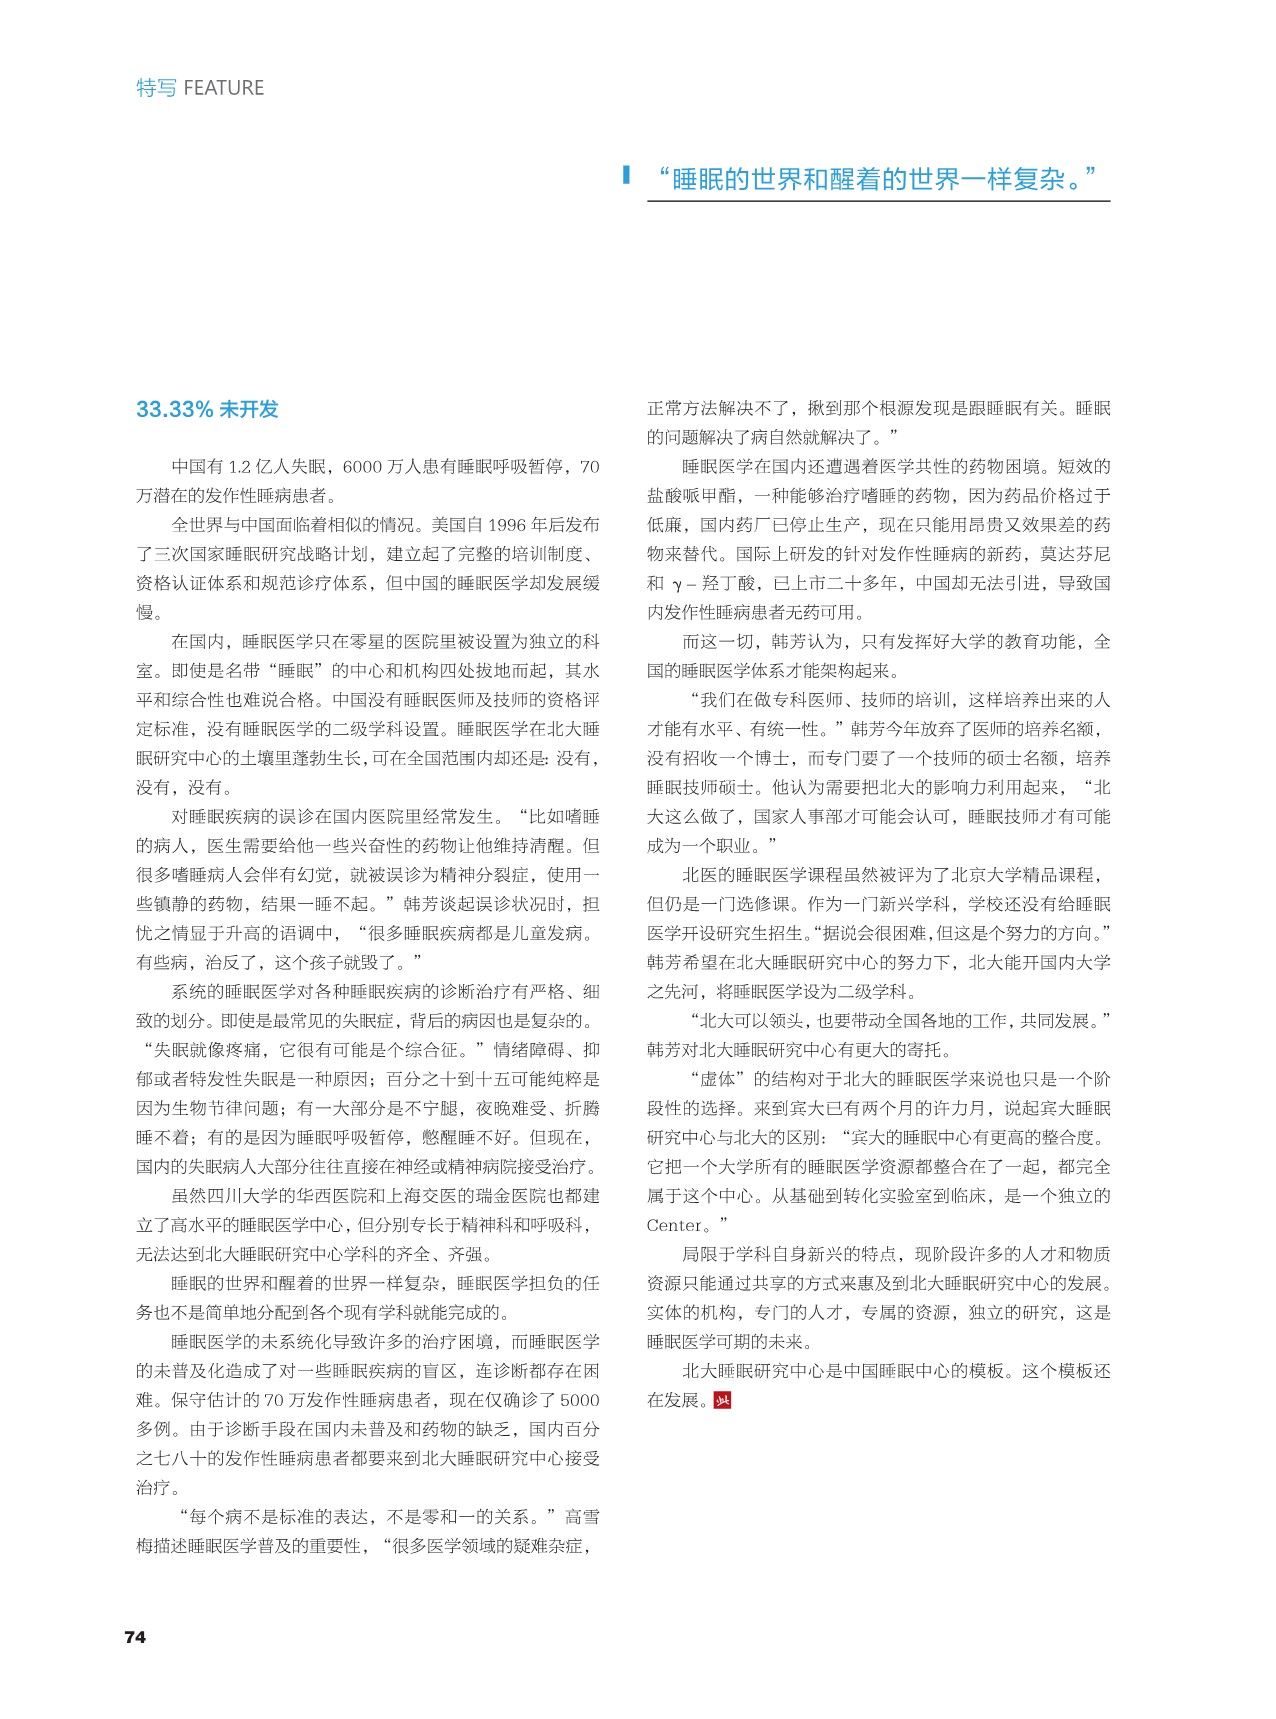 特写 FEATURE
“睡眠的世界和醒着的世界一样复杂。”
33.33% 未开发
中国有 1.2 亿人失眠，6000 万人患有睡眠呼吸暂停，70
万潜在的发作性睡病患者。
全世界与中国面临着相似的情况。美国自 1996 年后发布
了三次国家睡眠研究战略计划，建立起了完整的培训制度、
资格认证体系和规范诊疗体系，但中国的睡眠医学却发展缓
慢。
在国内，睡眠医学只在零星的医院里被设置为独立的科
室。即使是名带“睡眠”的中心和机构四处拔地而起，其水
平和综合性也难说合格。中国没有睡眠医师及技师的资格评
定标准，没有睡眠医学的二级学科设置。睡眠医学在北大睡
眠研究中心的土壤里蓬勃生长，可在全国范围内却还是：没有，
没有，没有。
对睡眠疾病的误诊在国内医院里经常发生。“比如嗜睡
的病人，医生需要给他一些兴奋性的药物让他维持清醒。但
很多嗜睡病人会伴有幻觉，就被误诊为精神分裂症，使用一
些镇静的药物，结果一睡不起。”韩芳谈起误诊状况时，担
忧之情显于升高的语调中，“很多睡眠疾病都是儿童发病。
有些病，治反了，这个孩子就毁了。”
系统的睡眠医学对各种睡眠疾病的诊断治疗有严格、细
致的划分。即使是最常见的失眠症，背后的病因也是复杂的。
“失眠就像疼痛，它很有可能是个综合征。”情绪障碍、抑
郁或者特发性失眠是一种原因；百分之十到十五可能纯粹是
因为生物节律问题；有一大部分是不宁腿，夜晚难受、折腾
睡不着；有的是因为睡眠呼吸暂停，憋醒睡不好。但现在，
国内的失眠病人大部分往往直接在神经或精神病院接受治疗。
虽然四川大学的华西医院和上海交医的瑞金医院也都建
立了高水平的睡眠医学中心，但分别专长于精神科和呼吸科，
无法达到北大睡眠研究中心学科的齐全、齐强。
睡眠的世界和醒着的世界一样复杂，睡眠医学担负的任
务也不是简单地分配到各个现有学科就能完成的。
睡眠医学的未系统化导致许多的治疗困境，而睡眠医学
的未普及化造成了对一些睡眠疾病的盲区，连诊断都存在困
难。保守估计的 70 万发作性睡病患者，现在仅确诊了 5000
多例。由于诊断手段在国内未普及和药物的缺乏，国内百分
之七八十的发作性睡病患者都要来到北大睡眠研究中心接受
治疗。
“每个病不是标准的表达，不是零和一的关系。”高雪
梅描述睡眠医学普及的重要性，“很多医学领域的疑难杂症，
正常方法解决不了，揪到那个根源发现是跟睡眠有关。睡眠
的问题解决了病自然就解决了。”
睡眠医学在国内还遭遇着医学共性的药物困境。短效的
盐酸哌甲酯，一种能够治疗嗜睡的药物，因为药品价格过于
低廉，国内药厂已停止生产，现在只能用昂贵又效果差的药
物来替代。国际上研发的针对发作性睡病的新药，莫达芬尼
和 γ – 羟丁酸，已上市二十多年，中国却无法引进，导致国
内发作性睡病患者无药可用。
而这一切，韩芳认为，只有发挥好大学的教育功能，全
国的睡眠医学体系才能架构起来。
“我们在做专科医师、技师的培训，这样培养出来的人
才能有水平、有统一性。”韩芳今年放弃了医师的培养名额，
没有招收一个博士，而专门要了一个技师的硕士名额，培养
睡眠技师硕士。他认为需要把北大的影响力利用起来，“北
大这么做了，国家人事部才可能会认可，睡眠技师才有可能
成为一个职业。”
北医的睡眠医学课程虽然被评为了北京大学精品课程，
但仍是一门选修课。作为一门新兴学科，学校还没有给睡眠
医学开设研究生招生。“据说会很困难，但这是个努力的方向。”
韩芳希望在北大睡眠研究中心的努力下，北大能开国内大学
之先河，将睡眠医学设为二级学科。
“北大可以领头，也要带动全国各地的工作，共同发展。”
韩芳对北大睡眠研究中心有更大的寄托。
“虚体”的结构对于北大的睡眠医学来说也只是一个阶
段性的选择。来到宾大已有两个月的许力月，说起宾大睡眠
研究中心与北大的区别：“宾大的睡眠中心有更高的整合度。
它把一个大学所有的睡眠医学资源都整合在了一起，都完全
属于这个中心。从基础到转化实验室到临床，是一个独立的
Center。”
局限于学科自身新兴的特点，现阶段许多的人才和物质
资源只能通过共享的方式来惠及到北大睡眠研究中心的发展。
实体的机构，专门的人才，专属的资源，独立的研究，这是
睡眠医学可期的未来。
北大睡眠研究中心是中国睡眠中心的模板。这个模板还
在发展。
74